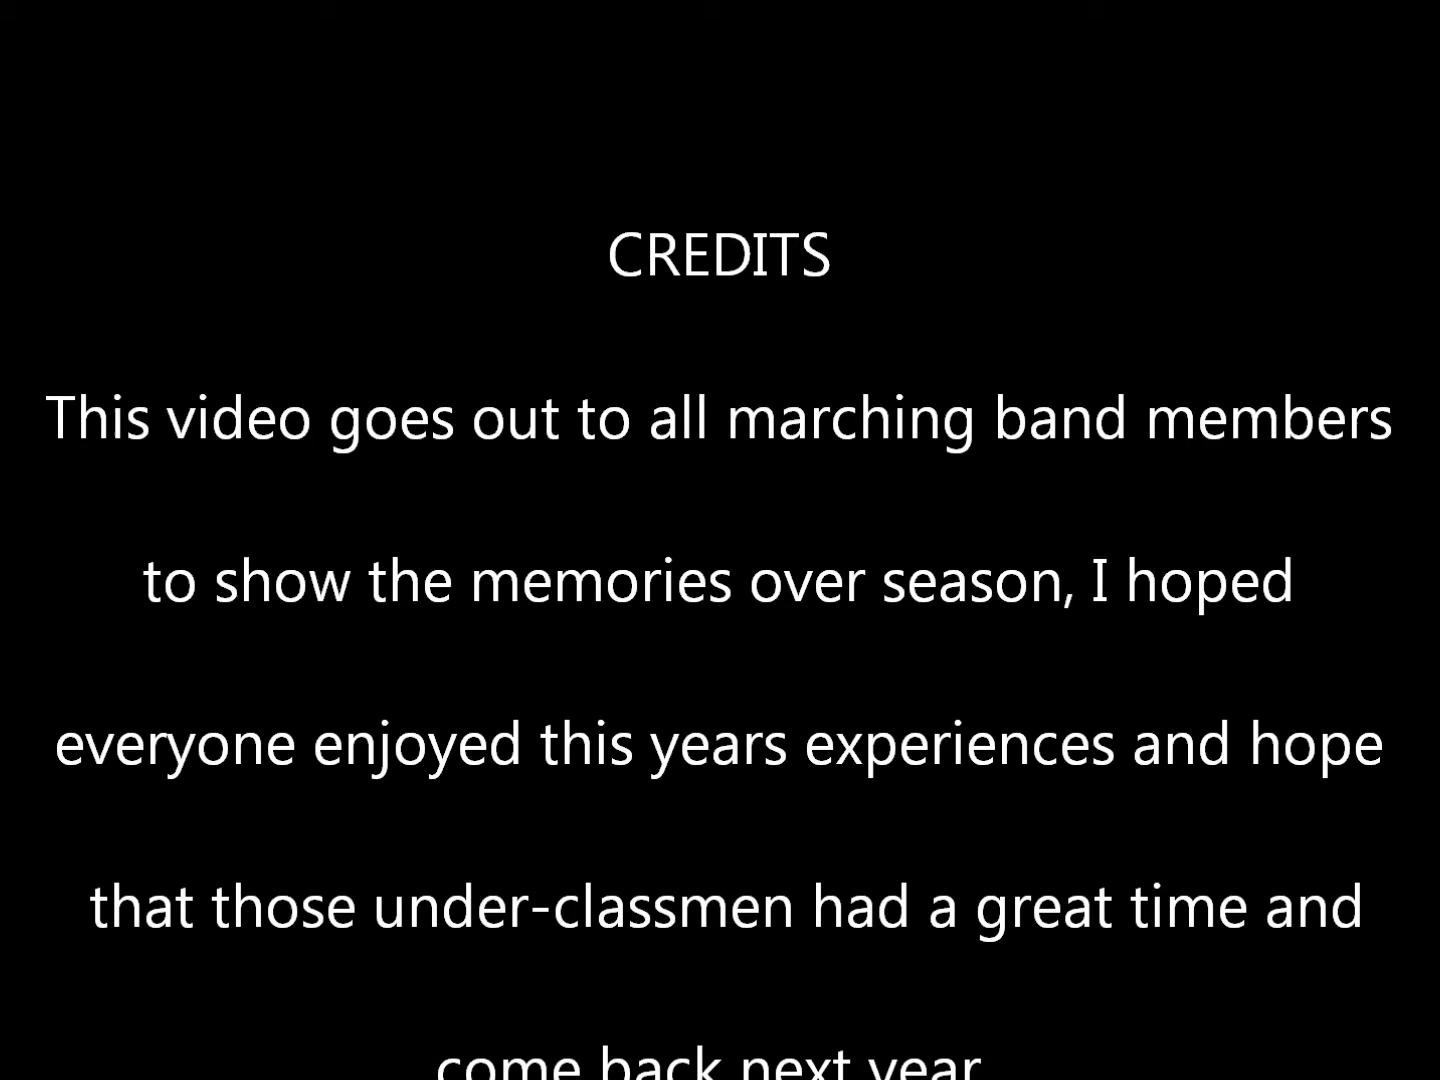 CREDITS
This video goes out to all marching band members
to show the memories over season, I hoped
everyone enjoyed this years experiences and hope
that those under-classmen had a great time and
come back next year